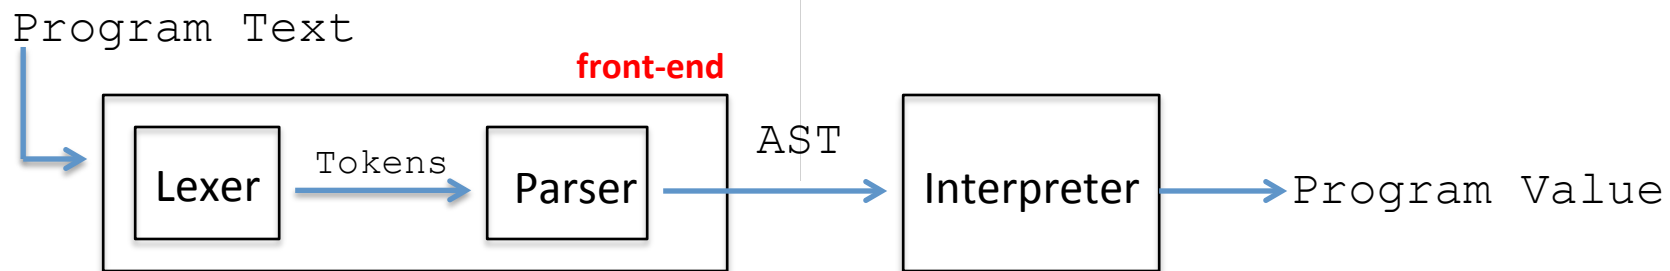 Program Text
front-end
Lexer
Tokens
Parser
AST
Interpreter
Program Value